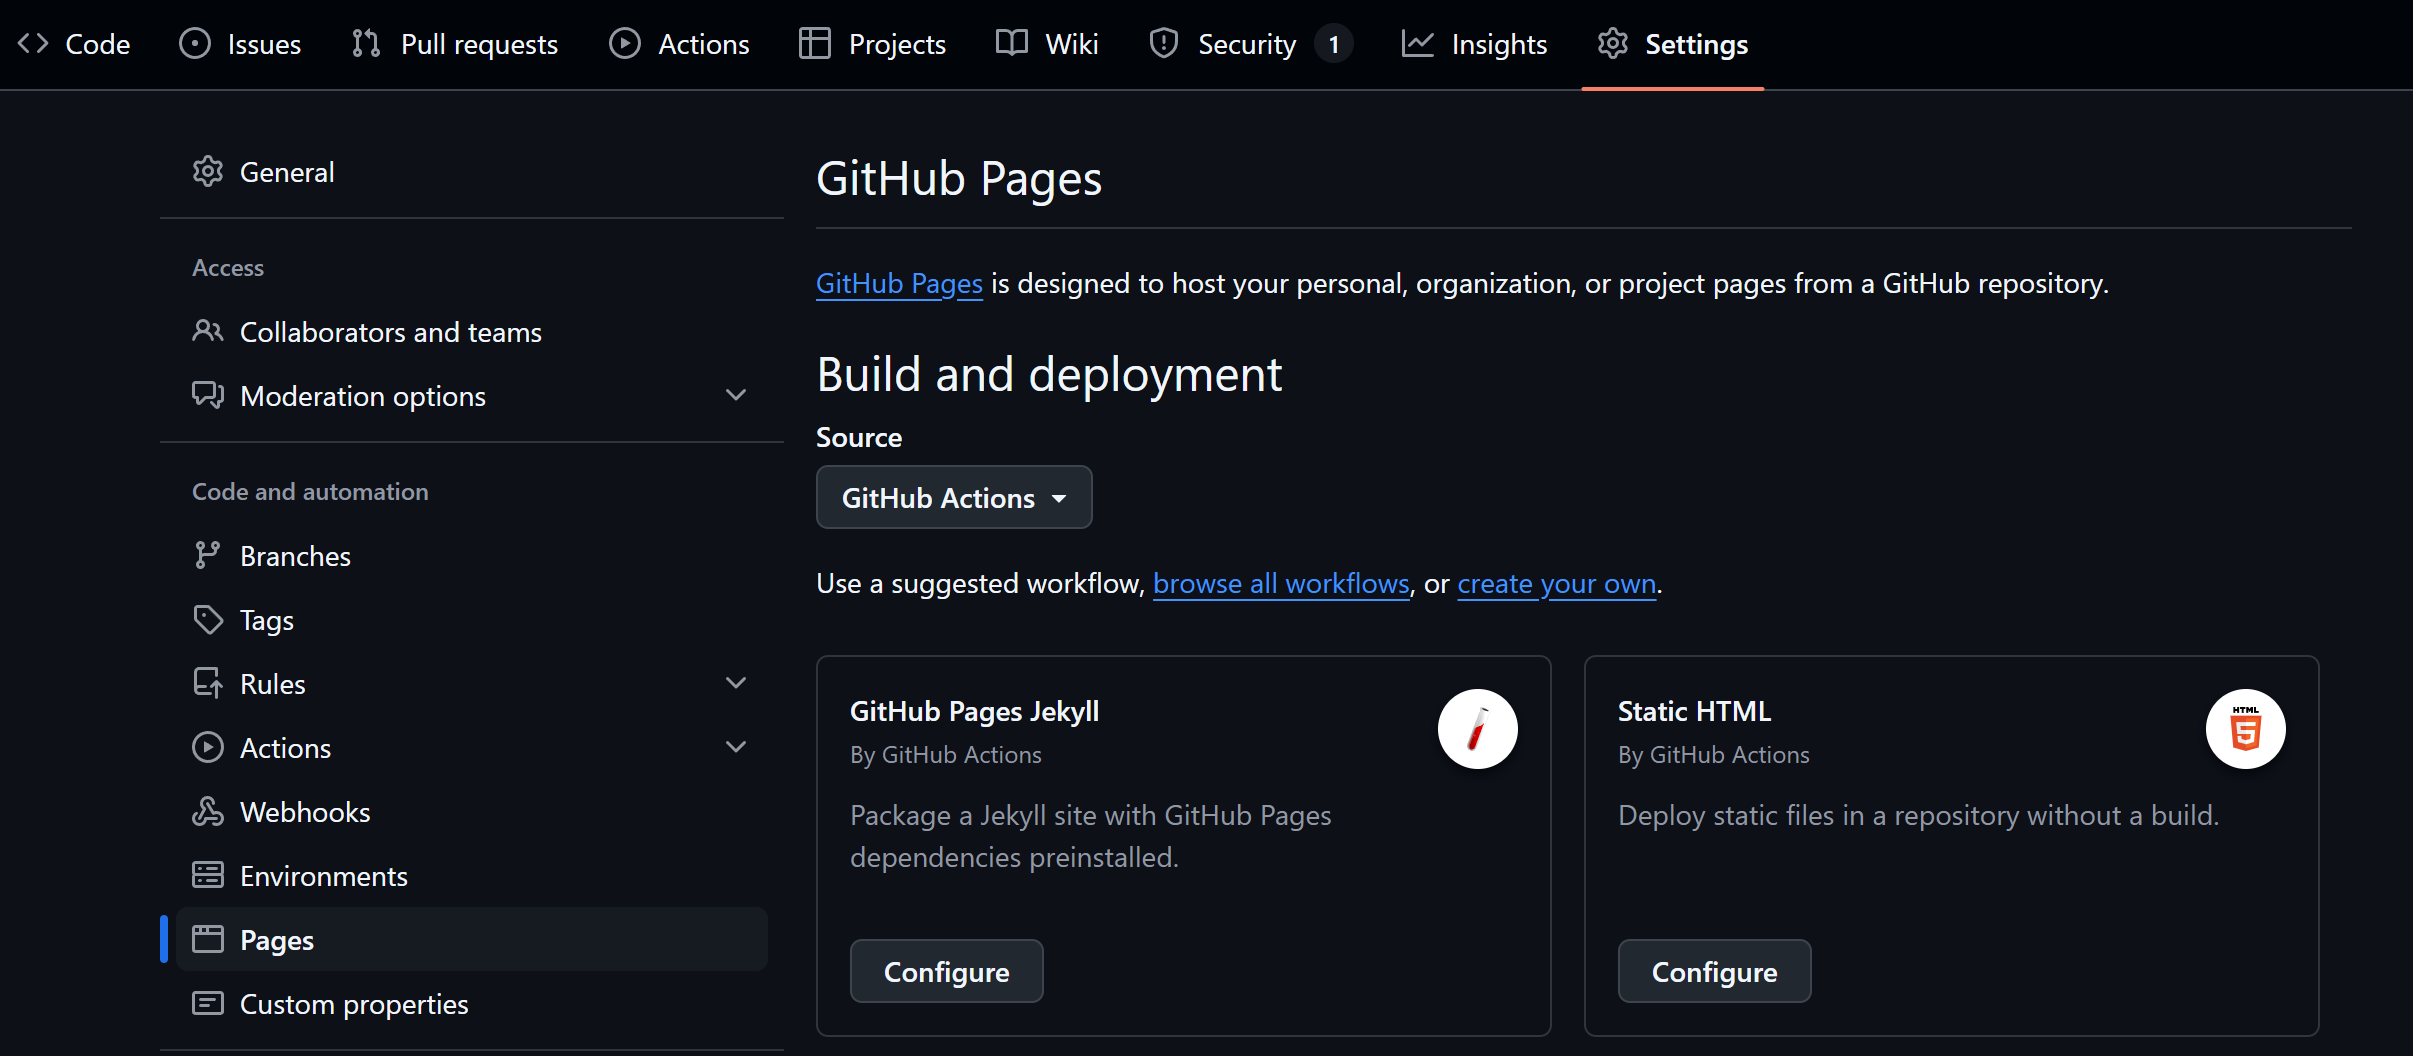 Code Issues Pull requests Actions Projects Wiki Security 1 Insights Settings
General
Access
Collaborators and teams
Moderation options
Code and automation
Branches
Tags
Rules
Actions
Webhooks
Environments
Pages
Custom properties
GitHub Pages
GitHub Pages is designed to host your personal, organization, or project pages from a GitHub repository.
Build and deployment
Source
GitHub Actions
Use a suggested workflow, browse all workflows, or create your own.
GitHub Pages Jekyll
By GitHub Actions
Package a Jekyll site with GitHub Pages
dependencies preinstalled.
Configure
Static HTML
HTML
5
By GitHub Actions
Deploy static files in a repository without a build.
Configure